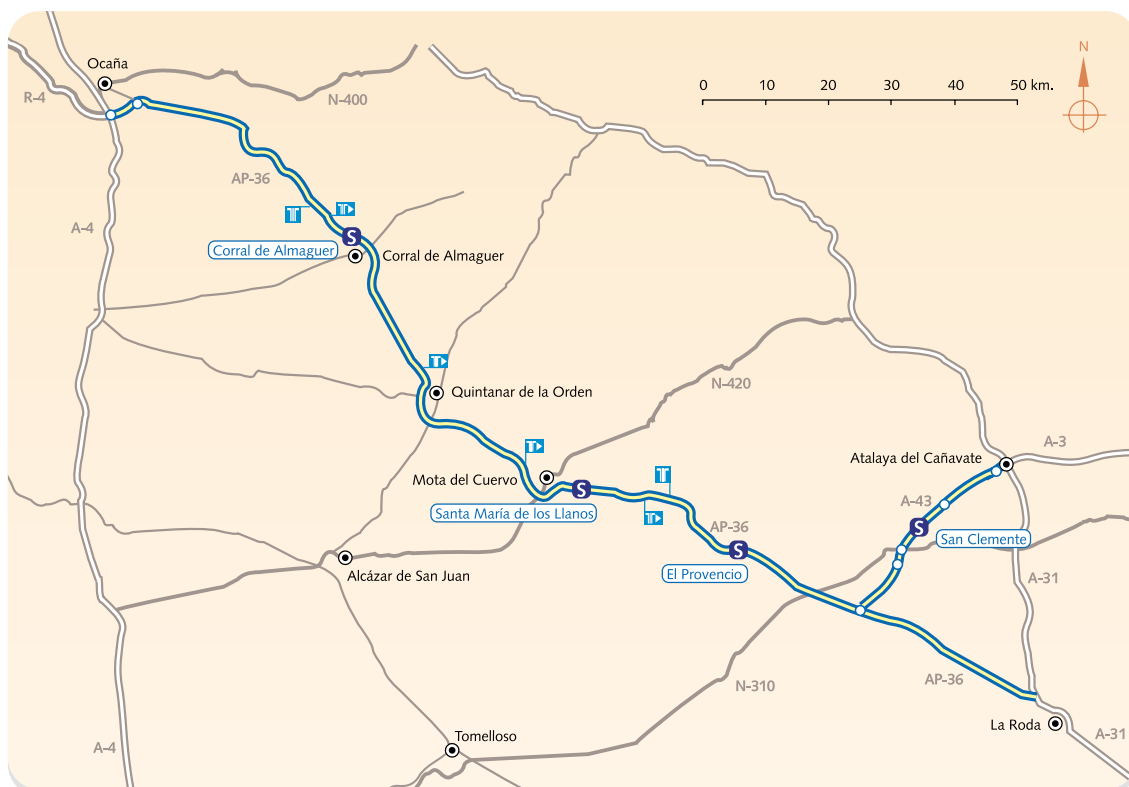 Ocaña
R-4
N-400
0 10 20 30 40 50 km.
N
AP-36
T
T
A-4
S
Corral de Almaguer
Corral de Almaguer
T
Quintanar de la Orden
N-420
T
Mota del Cuervo
S
Santa María de los Llanos
T
T
Atalaya del Cañavate
A-3
A-43
S
San Clemente
AP-36
S
El Provencio
Alcázar de San Juan
A-31
AP-36
N-310
La Roda
A-31
Tomelloso
A-4